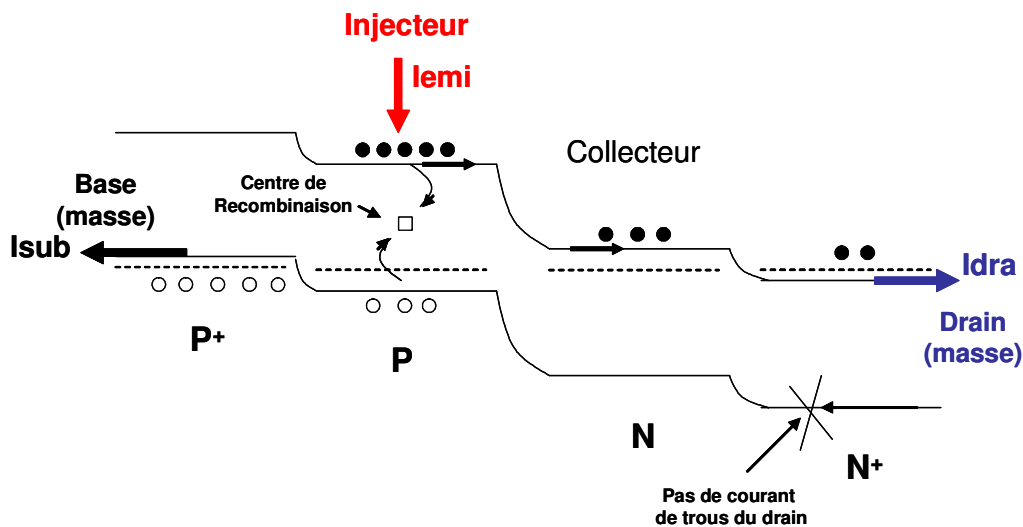 Injecteur
Iemi
Collecteur
Centre de
Recombinaison
Base
(masse)
Isub
Idra
Drain
(masse)
P+
P
N
N+
Pas de courant
de trous du drain